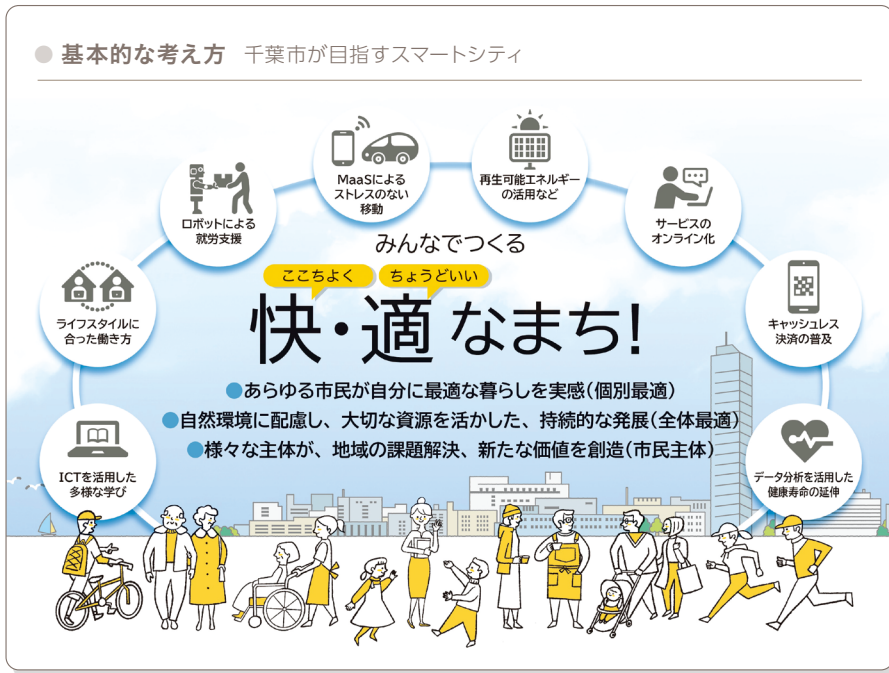 基本的な考え方 千葉市が目指すスマートシティ
MaaSによる
ストレスのない
移動
再生可能エネルギー
の活用など
ロボットによる
就労支援
サービスの
オンライン化
みんなでつくる
ここちよく ちょうどいい
快・適なまち!
ライフスタイルに
合った働き方
キャッシュレス
決済の普及
●あらゆる市民が自分に最適な暮らしを実感(個別最適)
●自然環境に配慮し、大切な資源を活かした、持続的な発展(全体最適)
●様々な主体が、地域の課題解決、新たな価値を創造(市民主体)
ICTを活用した
多様な学び
データ分析を活用した
健康寿命の延伸